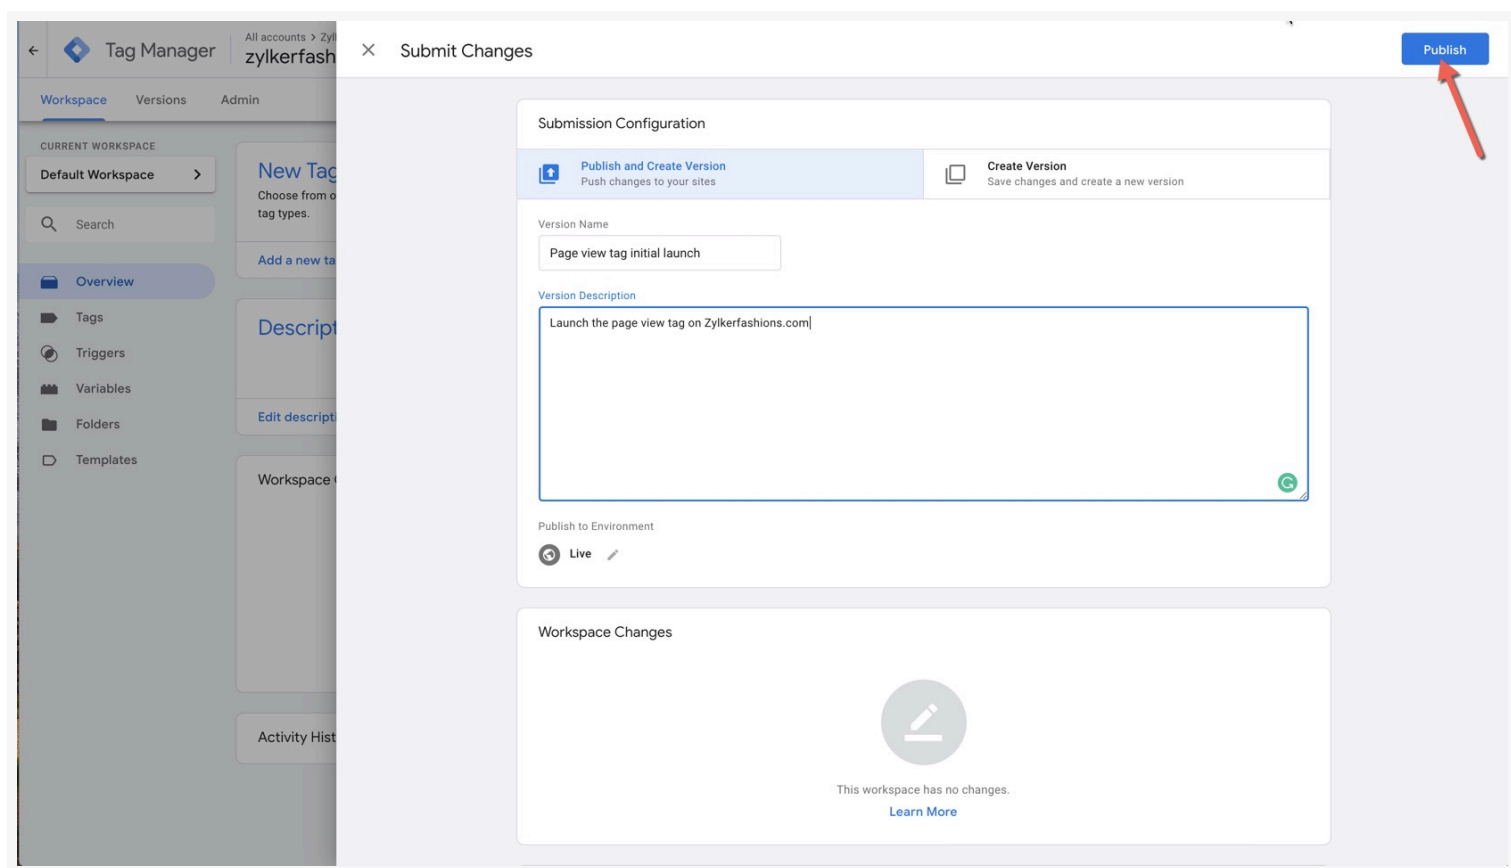 Tag Manager
All accounts > Zyl
zylkerfash
Submit Changes
Publish
Workspace Versions Admin
CURRENT WORKSPACE
Default Workspace
Search
Overview
Tags
Triggers
Variables
Folders
Templates
New Tag
Choose from o
tag types.
Add a new ta
Descript
Edit descripti
Workspace
Activity Hist
Submission Configuration
Publish and Create Version
Push changes to your sites
Create Version
Save changes and create a new version
Version Name
Page view tag initial launch
Version Description
Launch the page view tag on Zylkerfashions.com
Publish to Environment
Live
Workspace Changes
This workspace has no changes.
Learn More